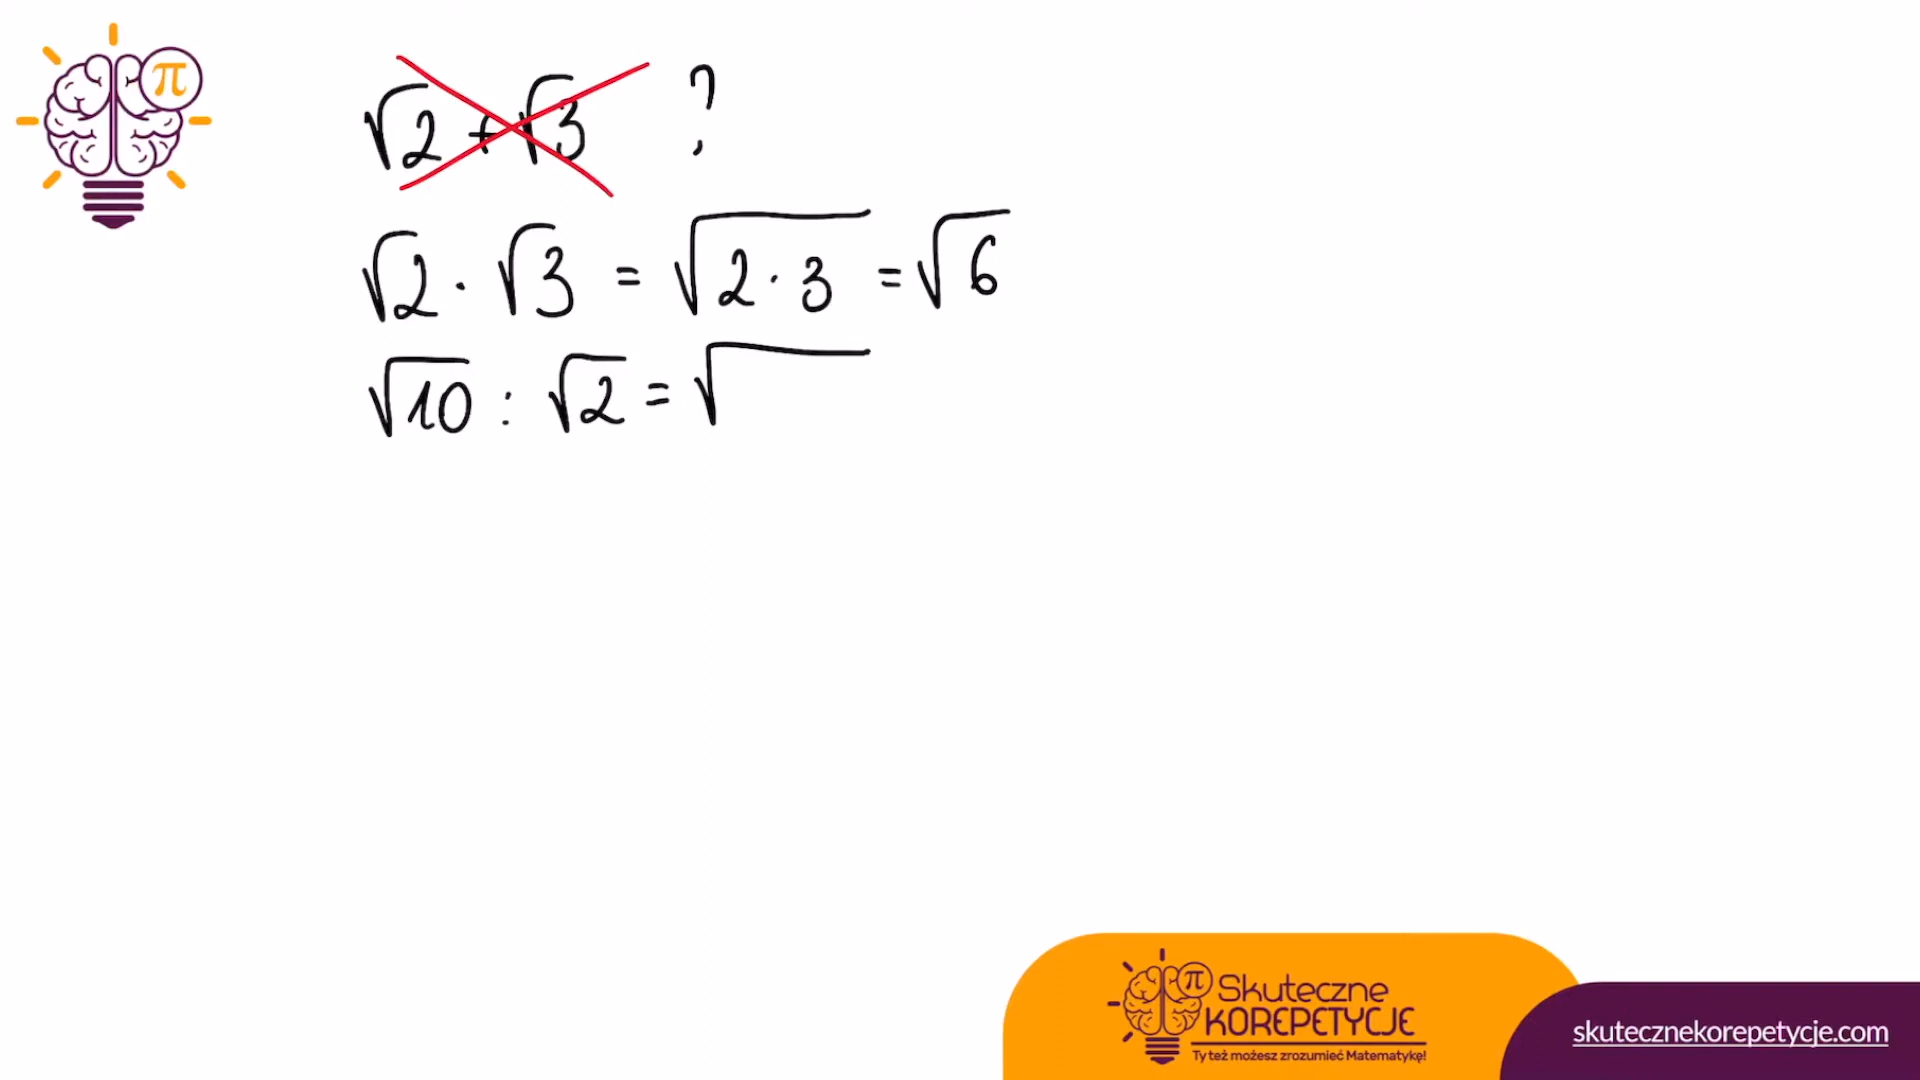 π
√2 + √3 ?
√2 · √3 = √2 · 3 = √6
√10 : √2 = √
π
Skuteczne
KOREPETYCJE
Ty też możesz zrozumieć Matematykę!
skutecznekorepetycje.com